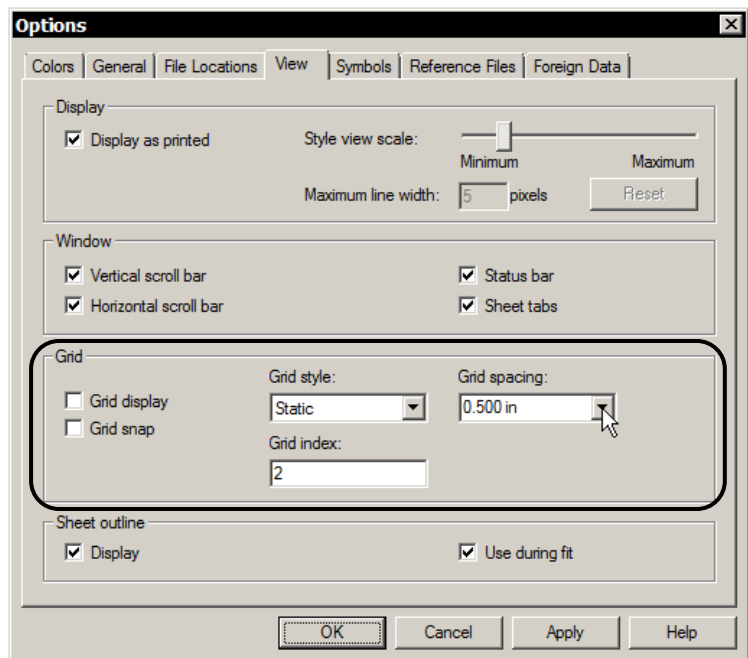 Options
Colors General File Locations View Symbols Reference Files Foreign Data
Display
Display as printed Style view scale:
Minimum Maximum
Maximum line width: 5 pixels Reset
Window
Vertical scroll bar Status bar
Horizontal scroll bar Sheet tabs
Grid
Grid style: Grid spacing:
Grid display
Static 0.500 in
Grid snap
Grid index:
2
Sheet outline
Display Use during fit
OK Cancel Apply Help